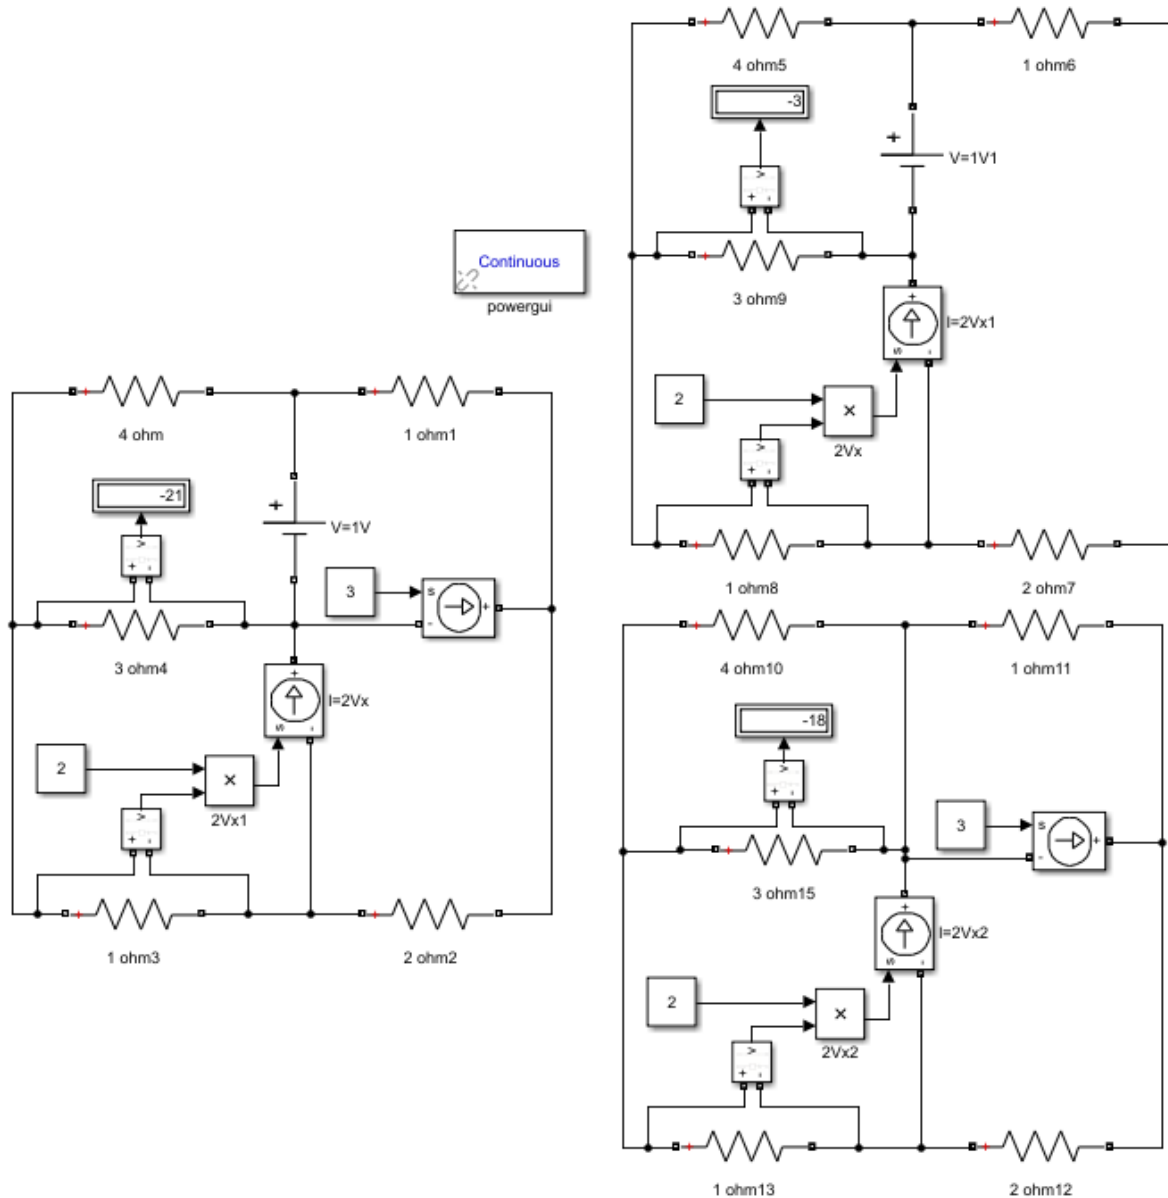 4 ohm5
1 ohm6
-3
V=1V1
v
+ -
3 ohm9
Continuous
powergui
+
I=2Vx1
s -
2
×
2Vx
v
+ -
1 ohm8
2 ohm7
4 ohm
1 ohm1
-21
V=1V
v
+ -
3
s
+
-
3 ohm4
+
I=2Vx
s -
2
×
2Vx1
v
+ -
1 ohm3
2 ohm2
4 ohm10
1 ohm11
-18
v
+ -
3
s
+
-
3 ohm15
+
I=2Vx2
s -
2
×
2Vx2
v
+ -
1 ohm13
2 ohm12